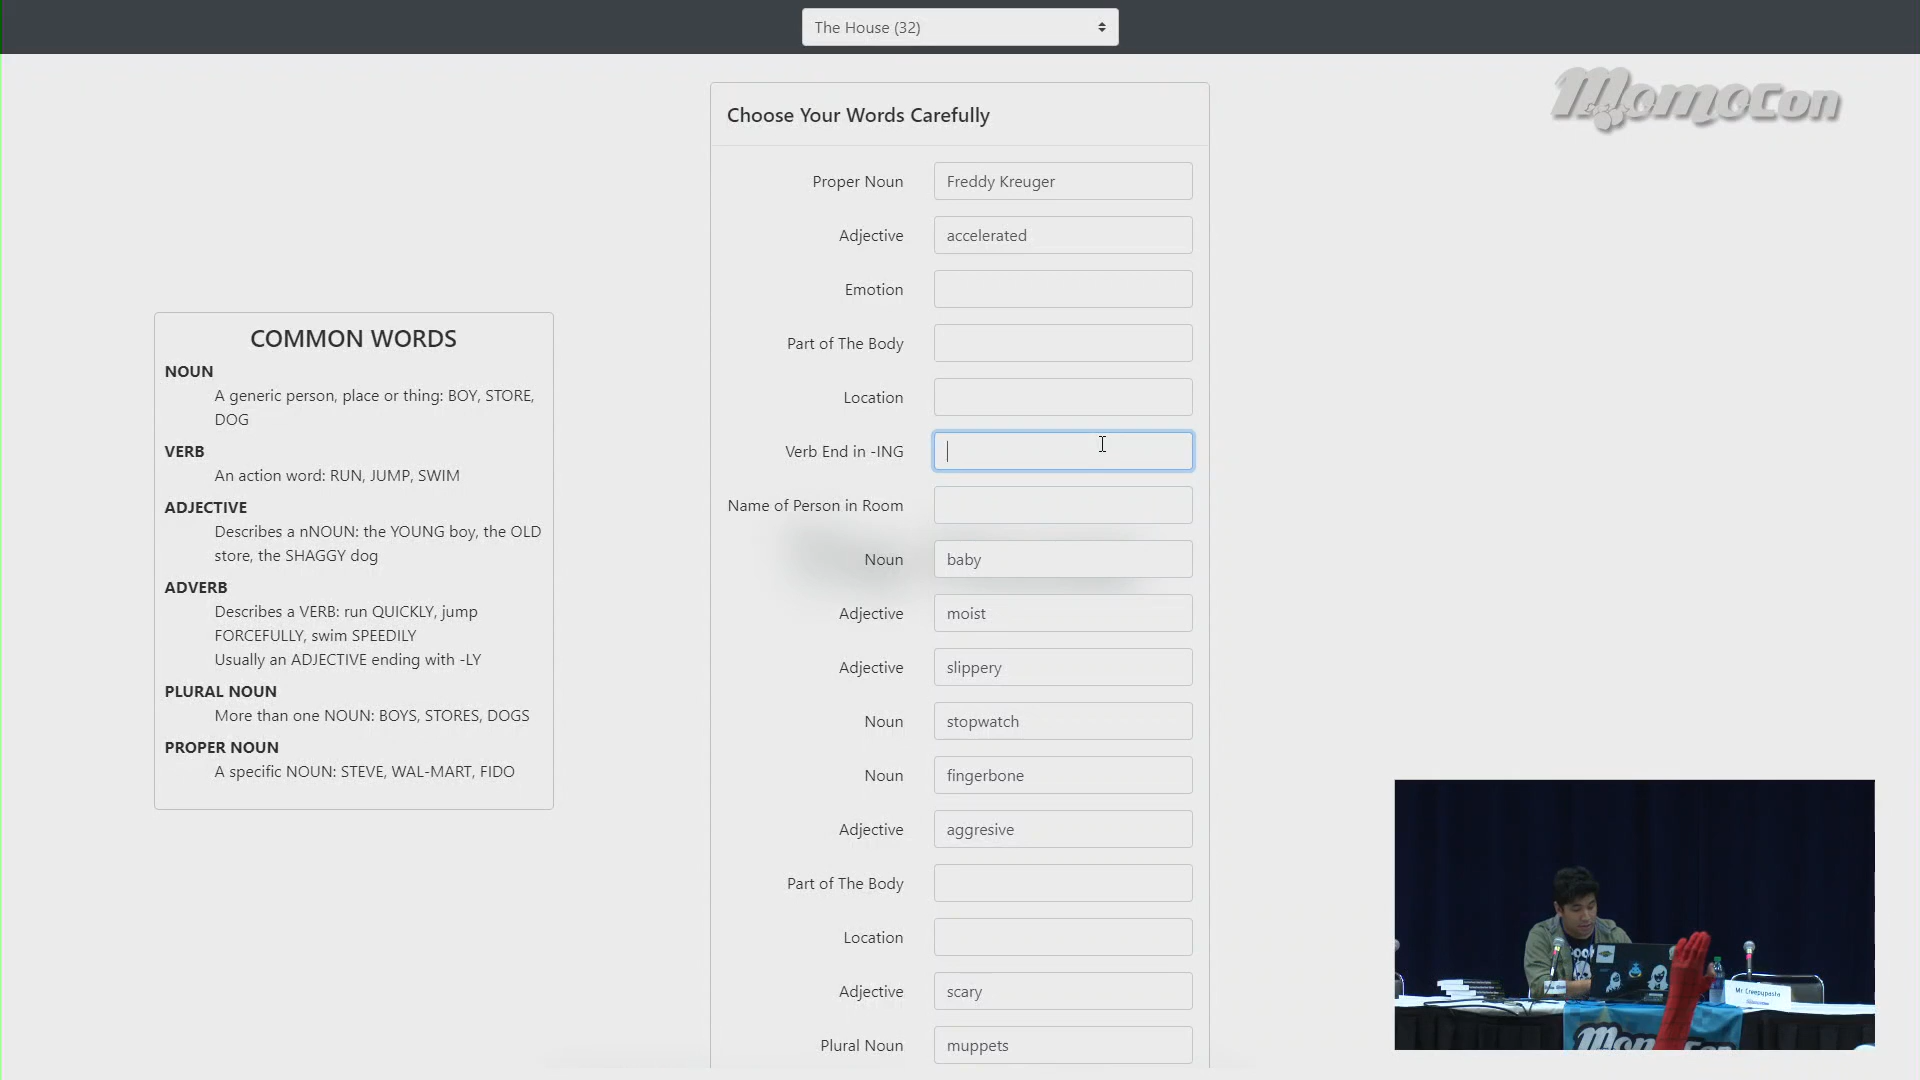 The House (32)
MomoCon
Choose Your Words Carefully
Proper Noun Freddy Kreuger
Adjective accelerated
Emotion
Part of The Body
Location
Verb End in -ING
Name of Person in Room
Noun baby
Adjective moist
Adjective slippery
Noun stopwatch
Noun fingerbone
Adjective aggresive
Part of The Body
Location
Adjective scary
Plural Noun muppets
COMMON WORDS
NOUN
A generic person, place or thing: BOY, STORE,
DOG
VERB
An action word: RUN, JUMP, SWIM
ADJECTIVE
Describes a nNOUN: the YOUNG boy, the OLD
store, the SHAGGY dog
ADVERB
Describes a VERB: run QUICKLY, jump
FORCEFULLY, swim SPEEDILY
Usually an ADJECTIVE ending with -LY
PLURAL NOUN
More than one NOUN: BOYS, STORES, DOGS
PROPER NOUN
A specific NOUN: STEVE, WAL-MART, FIDO
Mr Creepypasta
MomoCon